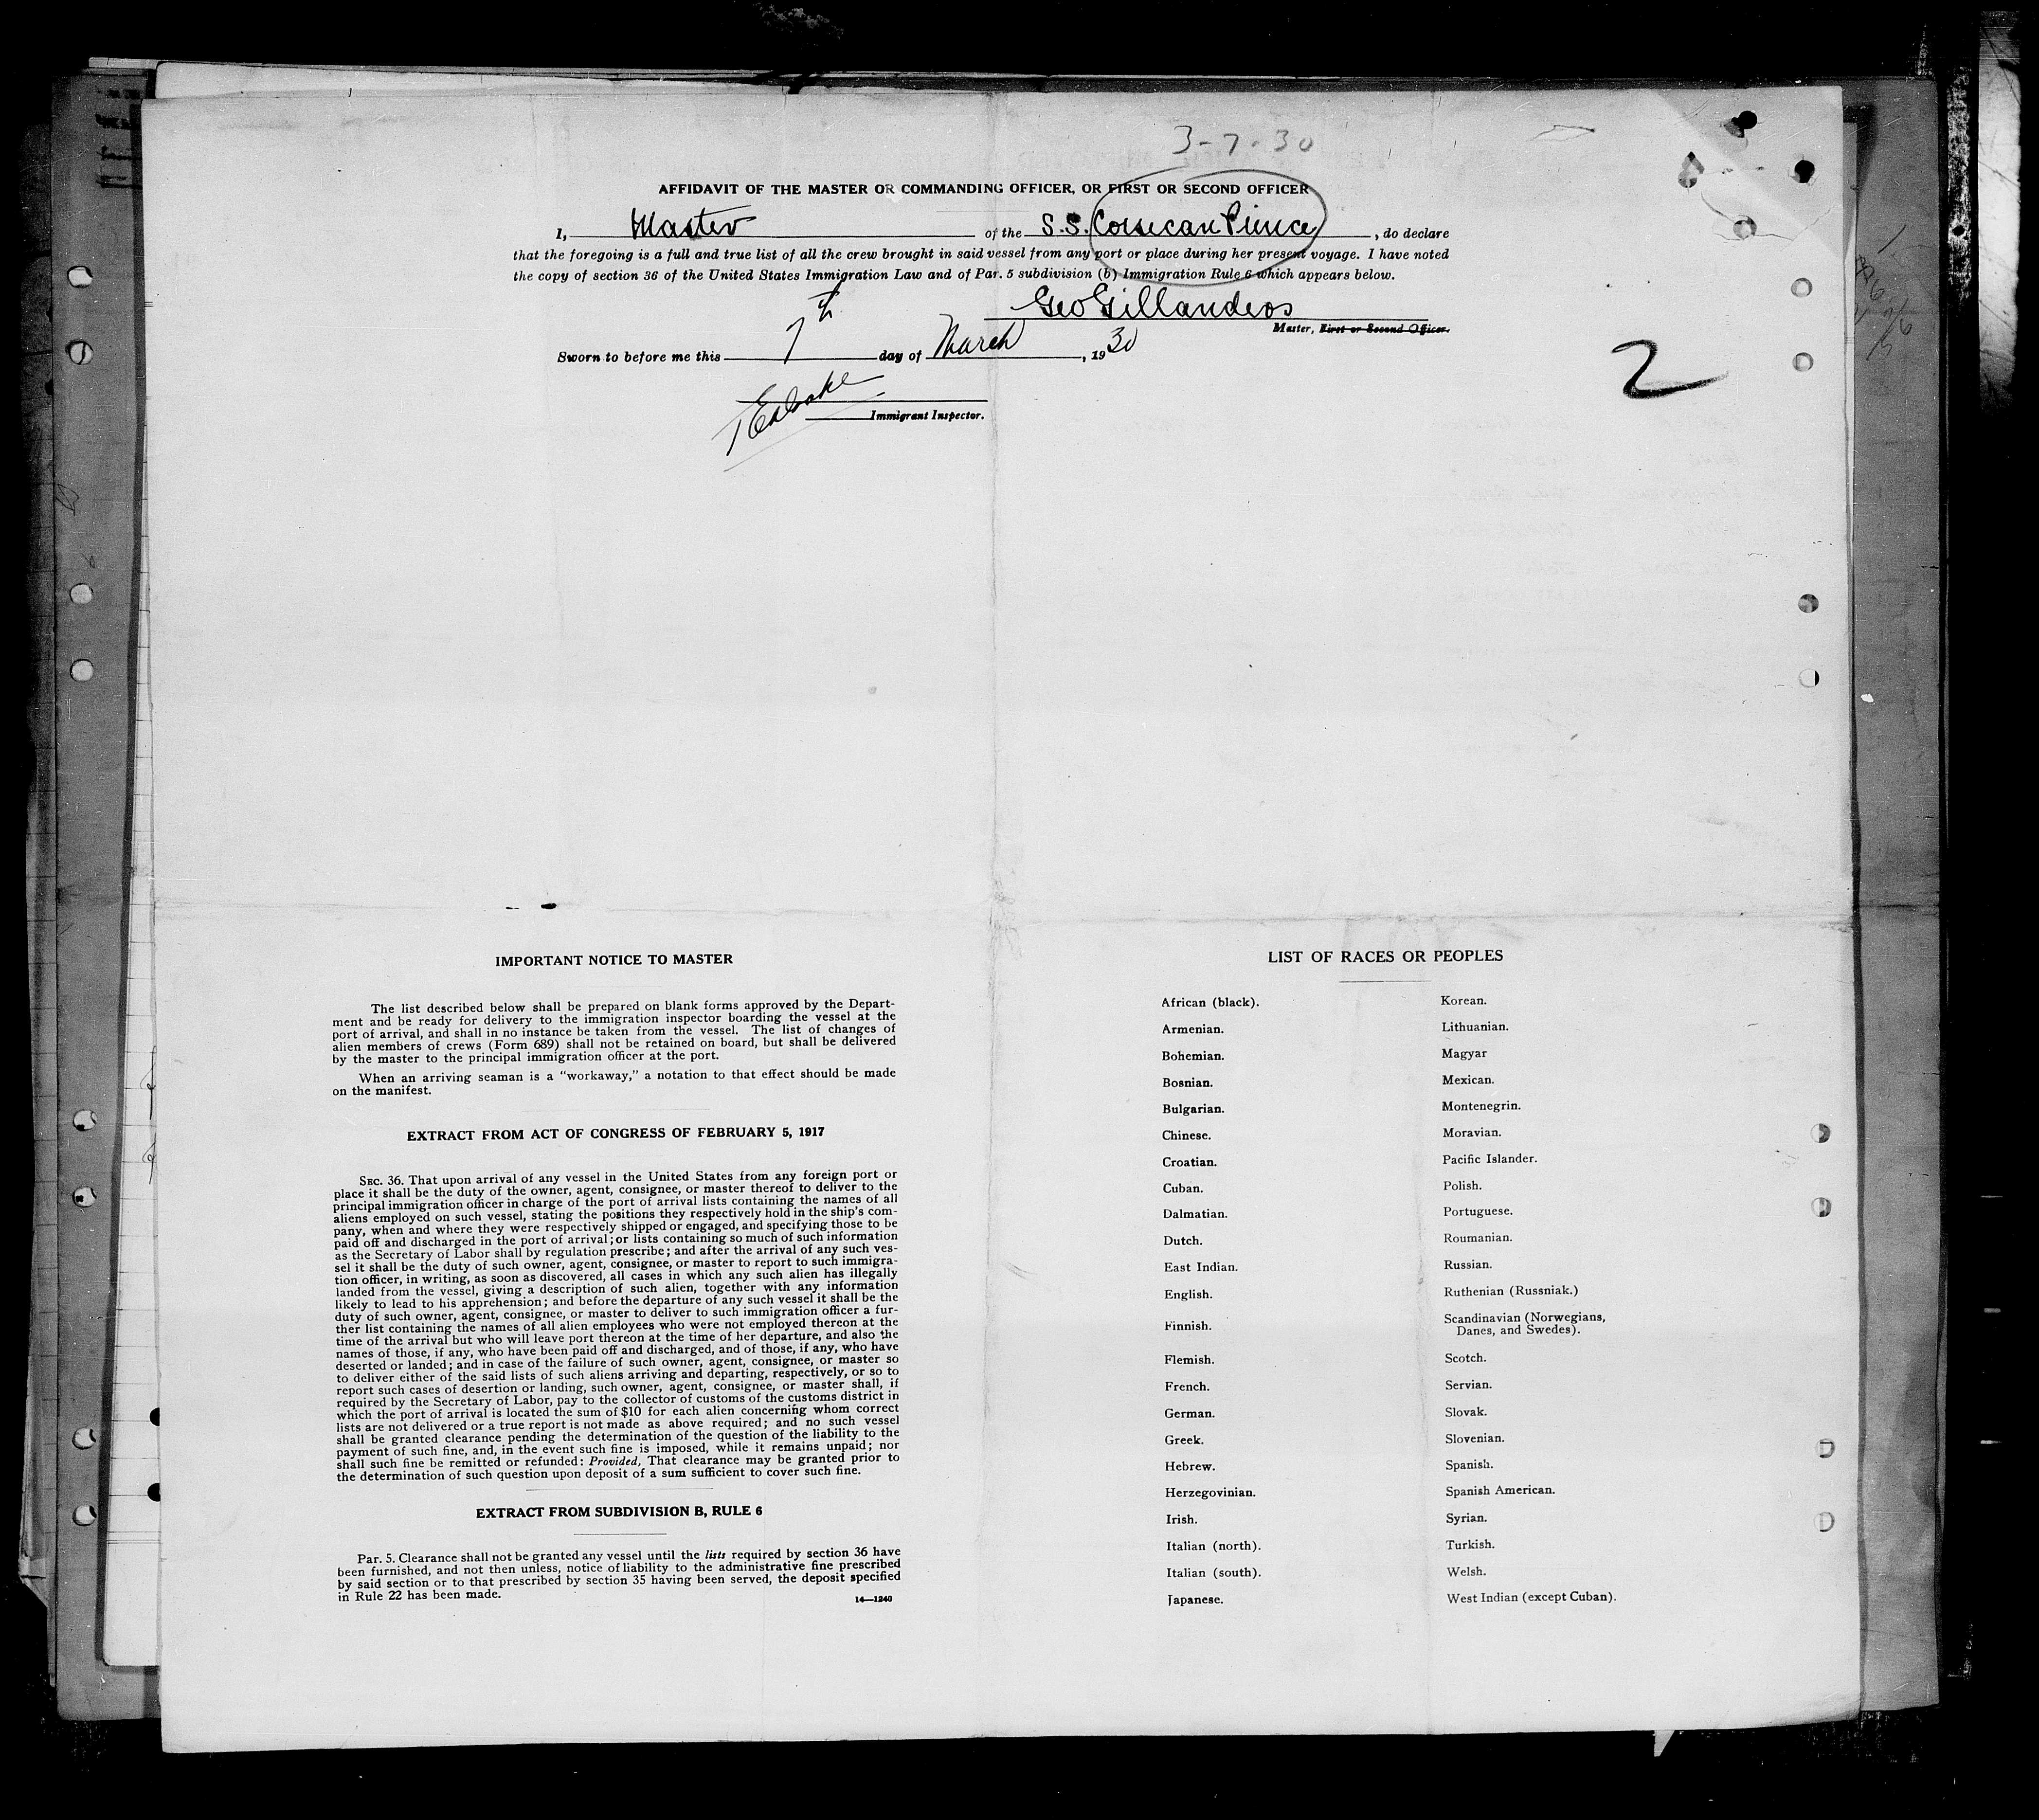 3-7-30
AFFIDAVIT OF THE MASTER OR COMMANDING OFFICER, OR FIRST OR SECOND OFFICER
I, Master of the S.S. Corsican Prince, do declare
that the foregoing is a full and true list of all the crew brought in said vessel from any port or place during her present voyage. I have noted
the copy of section 36 of the United States Immigration Law and of Par. 5 subdivision (b) Immigration Rule 6 which appears below.
Geo Gillanders
Master, First or Second Officer.
Sworn to before me this 7th day of March, 1930
2
Immigrant Inspector.
IMPORTANT NOTICE TO MASTER
The list described below shall be prepared on blank forms approved by the Depart-
ment and be ready for delivery to the immigration inspector boarding the vessel at the
port of arrival, and shall in no instance be taken from the vessel. The list of changes of
alien members of crews (Form 689) shall not be retained on board, but shall be delivered
by the master to the principal immigration officer at the port.
When an arriving seaman is a “workaway,” a notation to that effect should be made
on the manifest.
EXTRACT FROM ACT OF CONGRESS OF FEBRUARY 5, 1917
SEC. 36. That upon arrival of any vessel in the United States from any foreign port or
place it shall be the duty of the owner, agent, consignee, or master thereof to deliver to the
principal immigration officer in charge of the port of arrival lists containing the names of all
aliens employed on such vessel, stating the positions they respectively hold in the ship's com-
pany, when and where they were respectively shipped or engaged, and specifying those to be
paid off and discharged in the port of arrival; or lists containing so much of such information
as the Secretary of Labor shall by regulation prescribe; and after the arrival of any such ves-
sel it shall be the duty of such owner, agent, consignee, or master to report to such immigra-
tion officer, in writing, as soon as discovered, all cases in which any such alien has illegally
landed from the vessel, giving a description of such alien, together with any information
likely to lead to his apprehension; and before the departure of any such vessel it shall be the
duty of such owner, agent, consignee, or master to deliver to such immigration officer a fur-
ther list containing the names of all alien employees who were not employed thereon at the
time of the arrival but who will leave port thereon at the time of her departure, and also the
names of those, if any, who have been paid off and discharged, and of those, if any, who have
deserted or landed; and in case of the failure of such owner, agent, consignee, or master so
to deliver either of the said lists of such aliens arriving and departing, respectively, or so to
report such cases of desertion or landing, such owner, agent, consignee, or master shall, if
required by the Secretary of Labor, pay to the collector of customs of the customs district in
which the port of arrival is located the sum of $10 for each alien concerning whom correct
lists are not delivered or a true report is not made as above required; and no such vessel
shall be granted clearance pending the determination of the question of the liability to the
payment of such fine, and, in the event such fine is imposed, while it remains unpaid; nor
shall such fine be remitted or refunded: Provided, That clearance may be granted prior to
the determination of such question upon deposit of a sum sufficient to cover such fine.
EXTRACT FROM SUBDIVISION B, RULE 6
Par. 5. Clearance shall not be granted any vessel until the lists required by section 36 have
been furnished, and not then unless, notice of liability to the administrative fine prescribed
by said section or to that prescribed by section 35 having been served, the deposit specified
in Rule 22 has been made.
14—1240
LIST OF RACES OR PEOPLES
African (black).
Armenian.
Bohemian.
Bosnian.
Bulgarian.
Chinese.
Croatian.
Cuban.
Dalmatian.
Dutch.
East Indian.
English.
Finnish.
Flemish.
French.
German.
Greek.
Hebrew.
Herzegovinian.
Irish.
Italian (north).
Italian (south).
Japanese.
Korean.
Lithuanian.
Magyar
Mexican.
Montenegrin.
Moravian.
Pacific Islander.
Polish.
Portuguese.
Roumanian.
Russian.
Ruthenian (Russniak.)
Scandinavian (Norwegians,
Danes, and Swedes).
Scotch.
Servian.
Slovak.
Slovenian.
Spanish.
Spanish American.
Syrian.
Turkish.
Welsh.
West Indian (except Cuban).